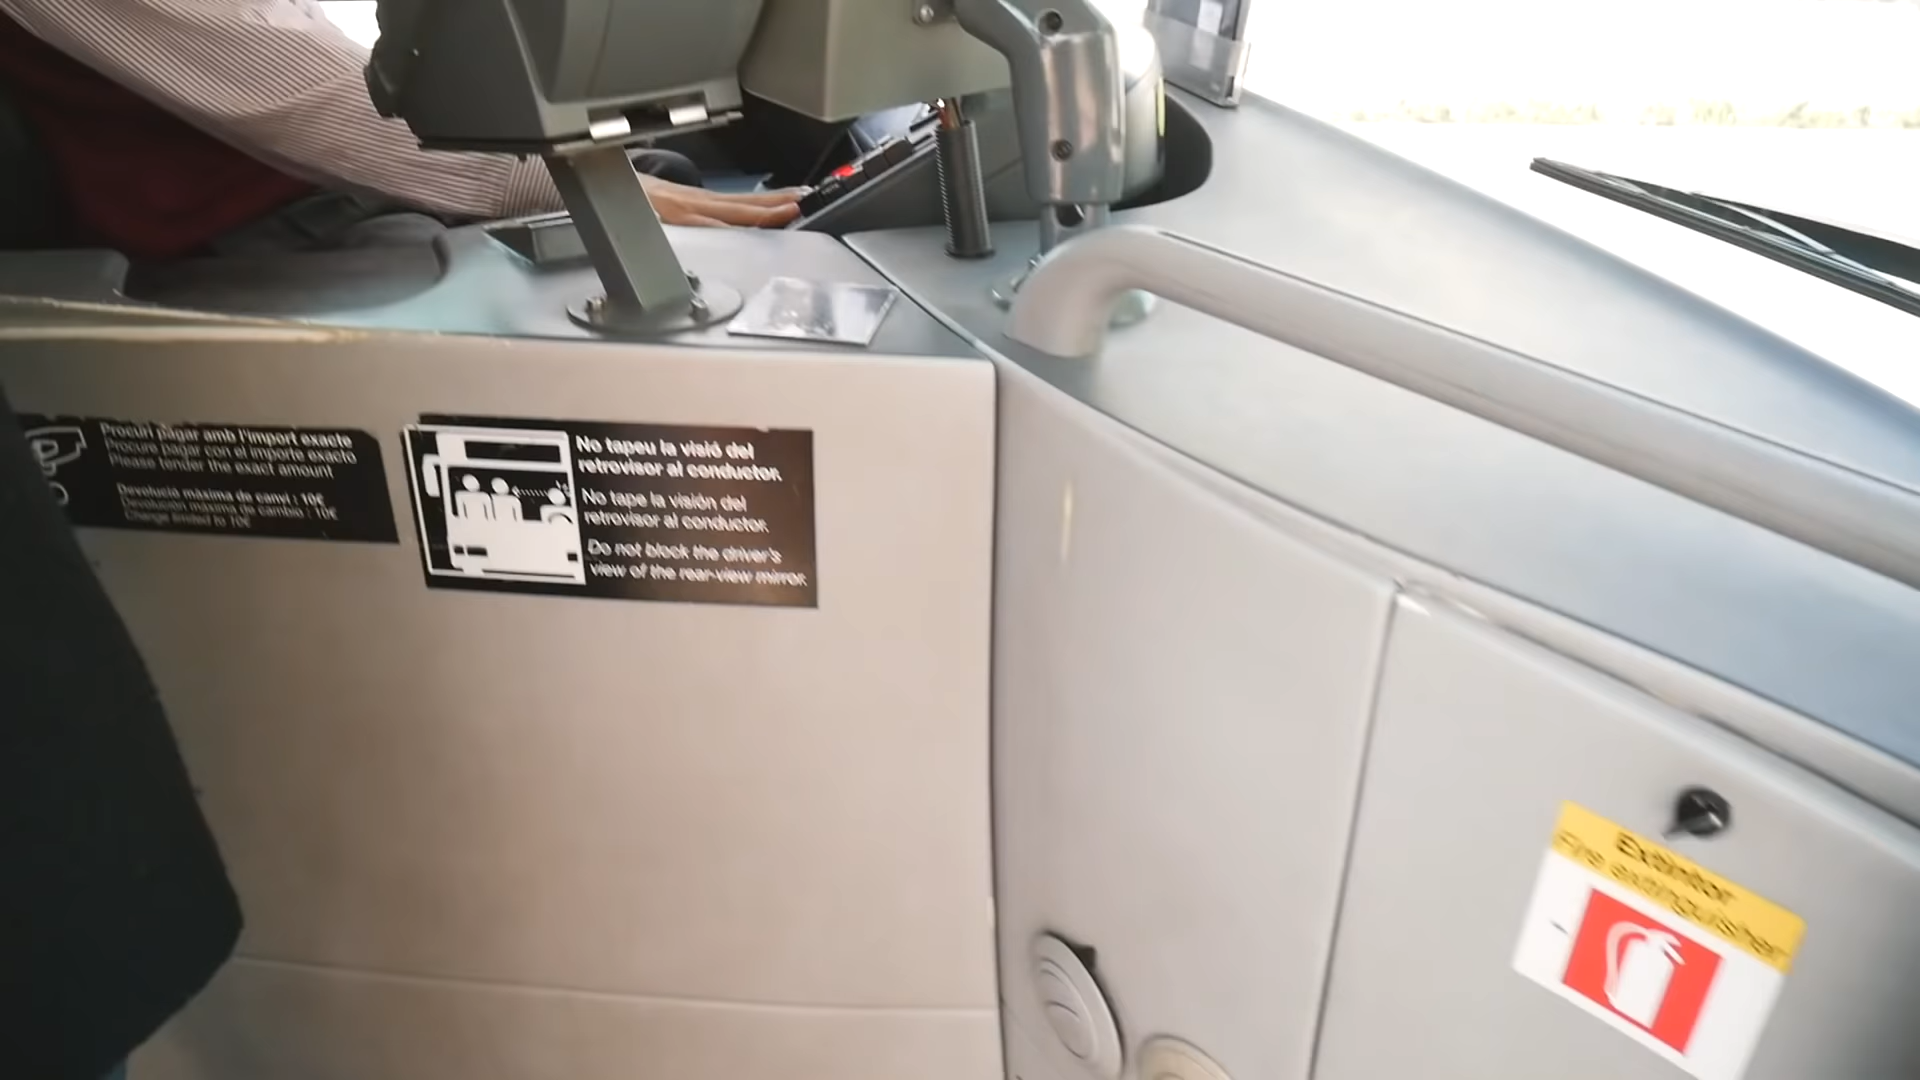 Procuri pagar amb l'import exacte
Procure pagar con el importe exacto
Please tender the exact amount
Devolució màxima de canvi : 10€
Devolución máxima de cambio : 10€
Change limited to 10€
No tapeu la visió del
retrovisor al conductor.
No tape la visión del
retrovisor al conductor.
Do not block the driver's
view of the rear-view mirror.
Extintor
Fire extinguisher